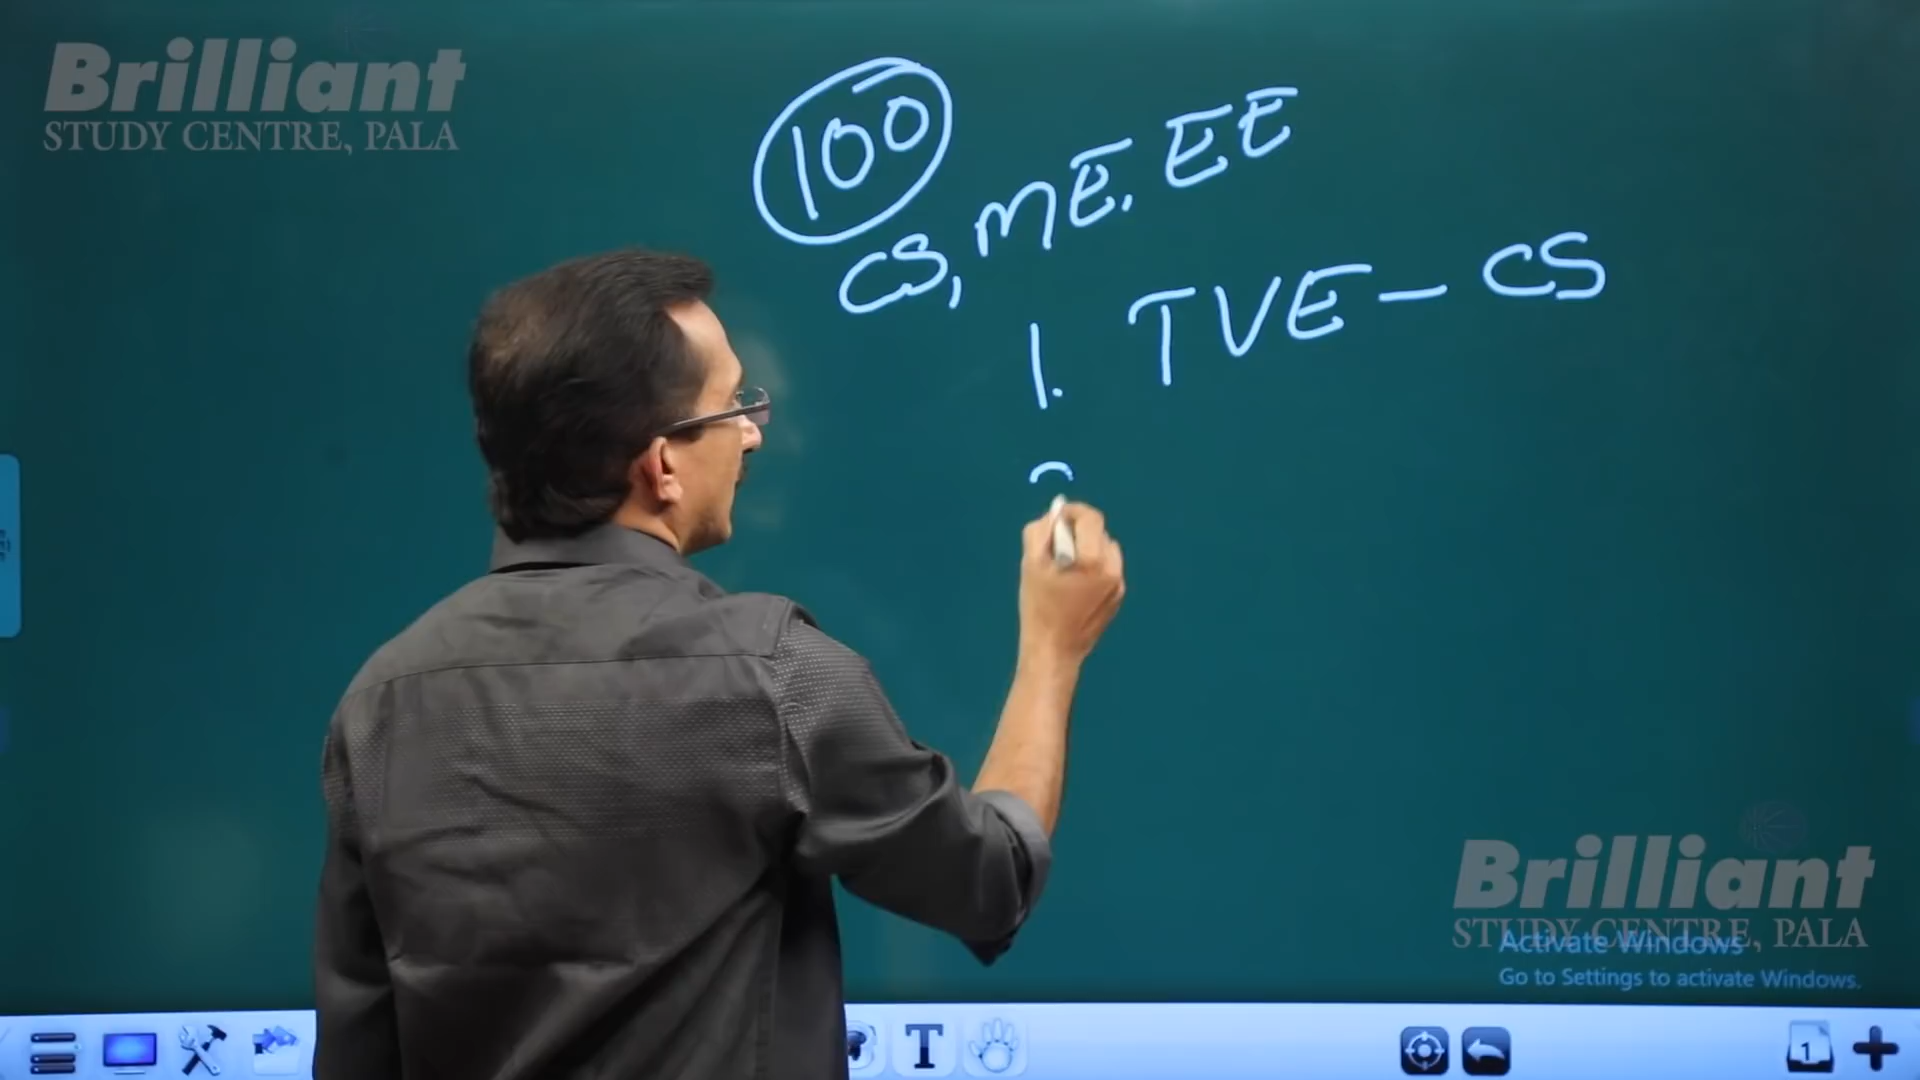 Brilliant
STUDY CENTRE, PALA
100
CS, ME, EE
1. TVE - CS
Brilliant
STUDY CENTRE, PALA
Activate Windows
Go to Settings to activate Windows.
T
1